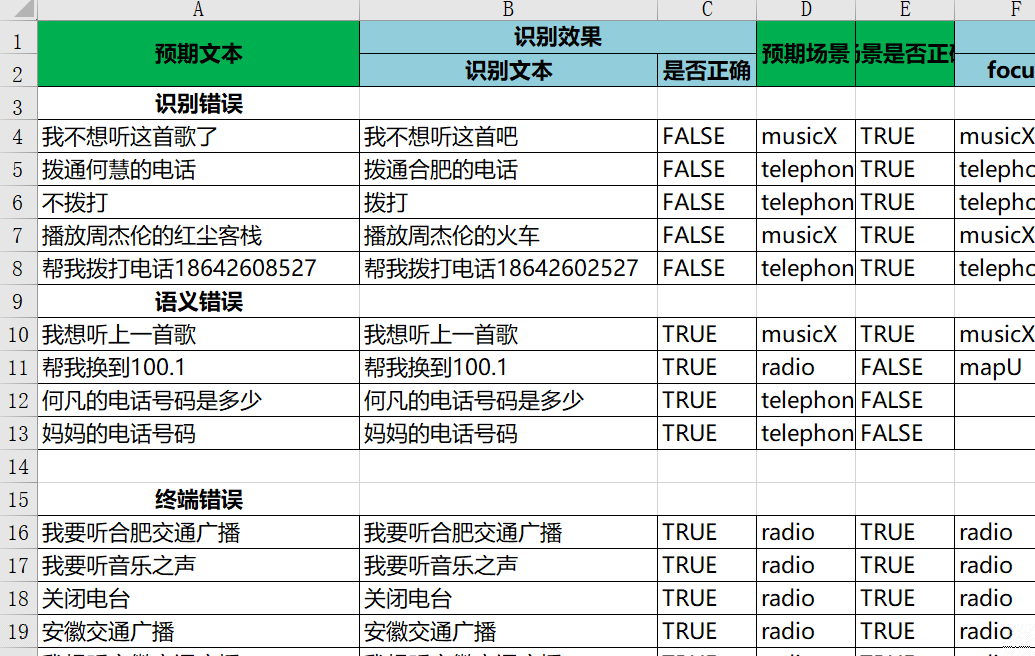 A B C D E F
1 预期文本 识别效果 预期场景 景是否正确
2 识别文本 是否正确 focu
3 识别错误
4 我不想听这首歌了 我不想听这首吧 FALSE musicX TRUE musicX
5 拨通何慧的电话 拨通合肥的电话 FALSE telephon TRUE telepho
6 不拨打 拨打 FALSE telephon TRUE telepho
7 播放周杰伦的红尘客栈 播放周杰伦的火车 FALSE musicX TRUE musicX
8 帮我拨打电话18642608527 帮我拨打电话18642602527 FALSE telephon TRUE telepho
9 语义错误
10 我想听上一首歌 我想听上一首歌 TRUE musicX TRUE musicX
11 帮我换到100.1 帮我换到100.1 TRUE radio FALSE mapU
12 何凡的电话号码是多少 何凡的电话号码是多少 TRUE telephon FALSE
13 妈妈的电话号码 妈妈的电话号码 TRUE telephon FALSE
14
15 终端错误
16 我要听合肥交通广播 我要听合肥交通广播 TRUE radio TRUE radio
17 我要听音乐之声 我要听音乐之声 TRUE radio TRUE radio
18 关闭电台 关闭电台 TRUE radio TRUE radio
19 安徽交通广播 安徽交通广播 TRUE radio TRUE radio